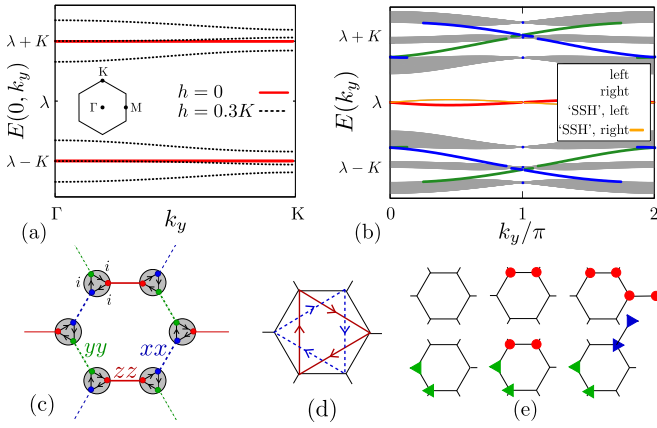 λ + K
λ
λ − K
E(0, k_y)
K
Γ
M
h = 0
h = 0.3K
Γ
k_y
K
(a)
λ + K
λ
λ − K
E(k_y)
left
right
'SSH', left
'SSH', right
0
1
2
k_y/π
(b)
i
i
i
yy
xx
zz
(c)
(d)
(e)